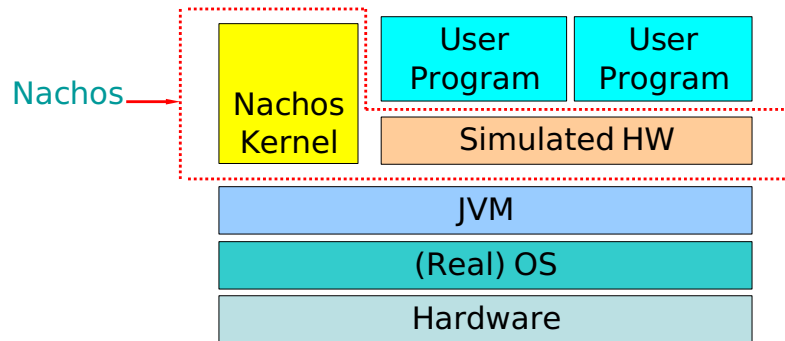 Nachos
Nachos
Kernel
User
Program
User
Program
Simulated HW
JVM
(Real) OS
Hardware